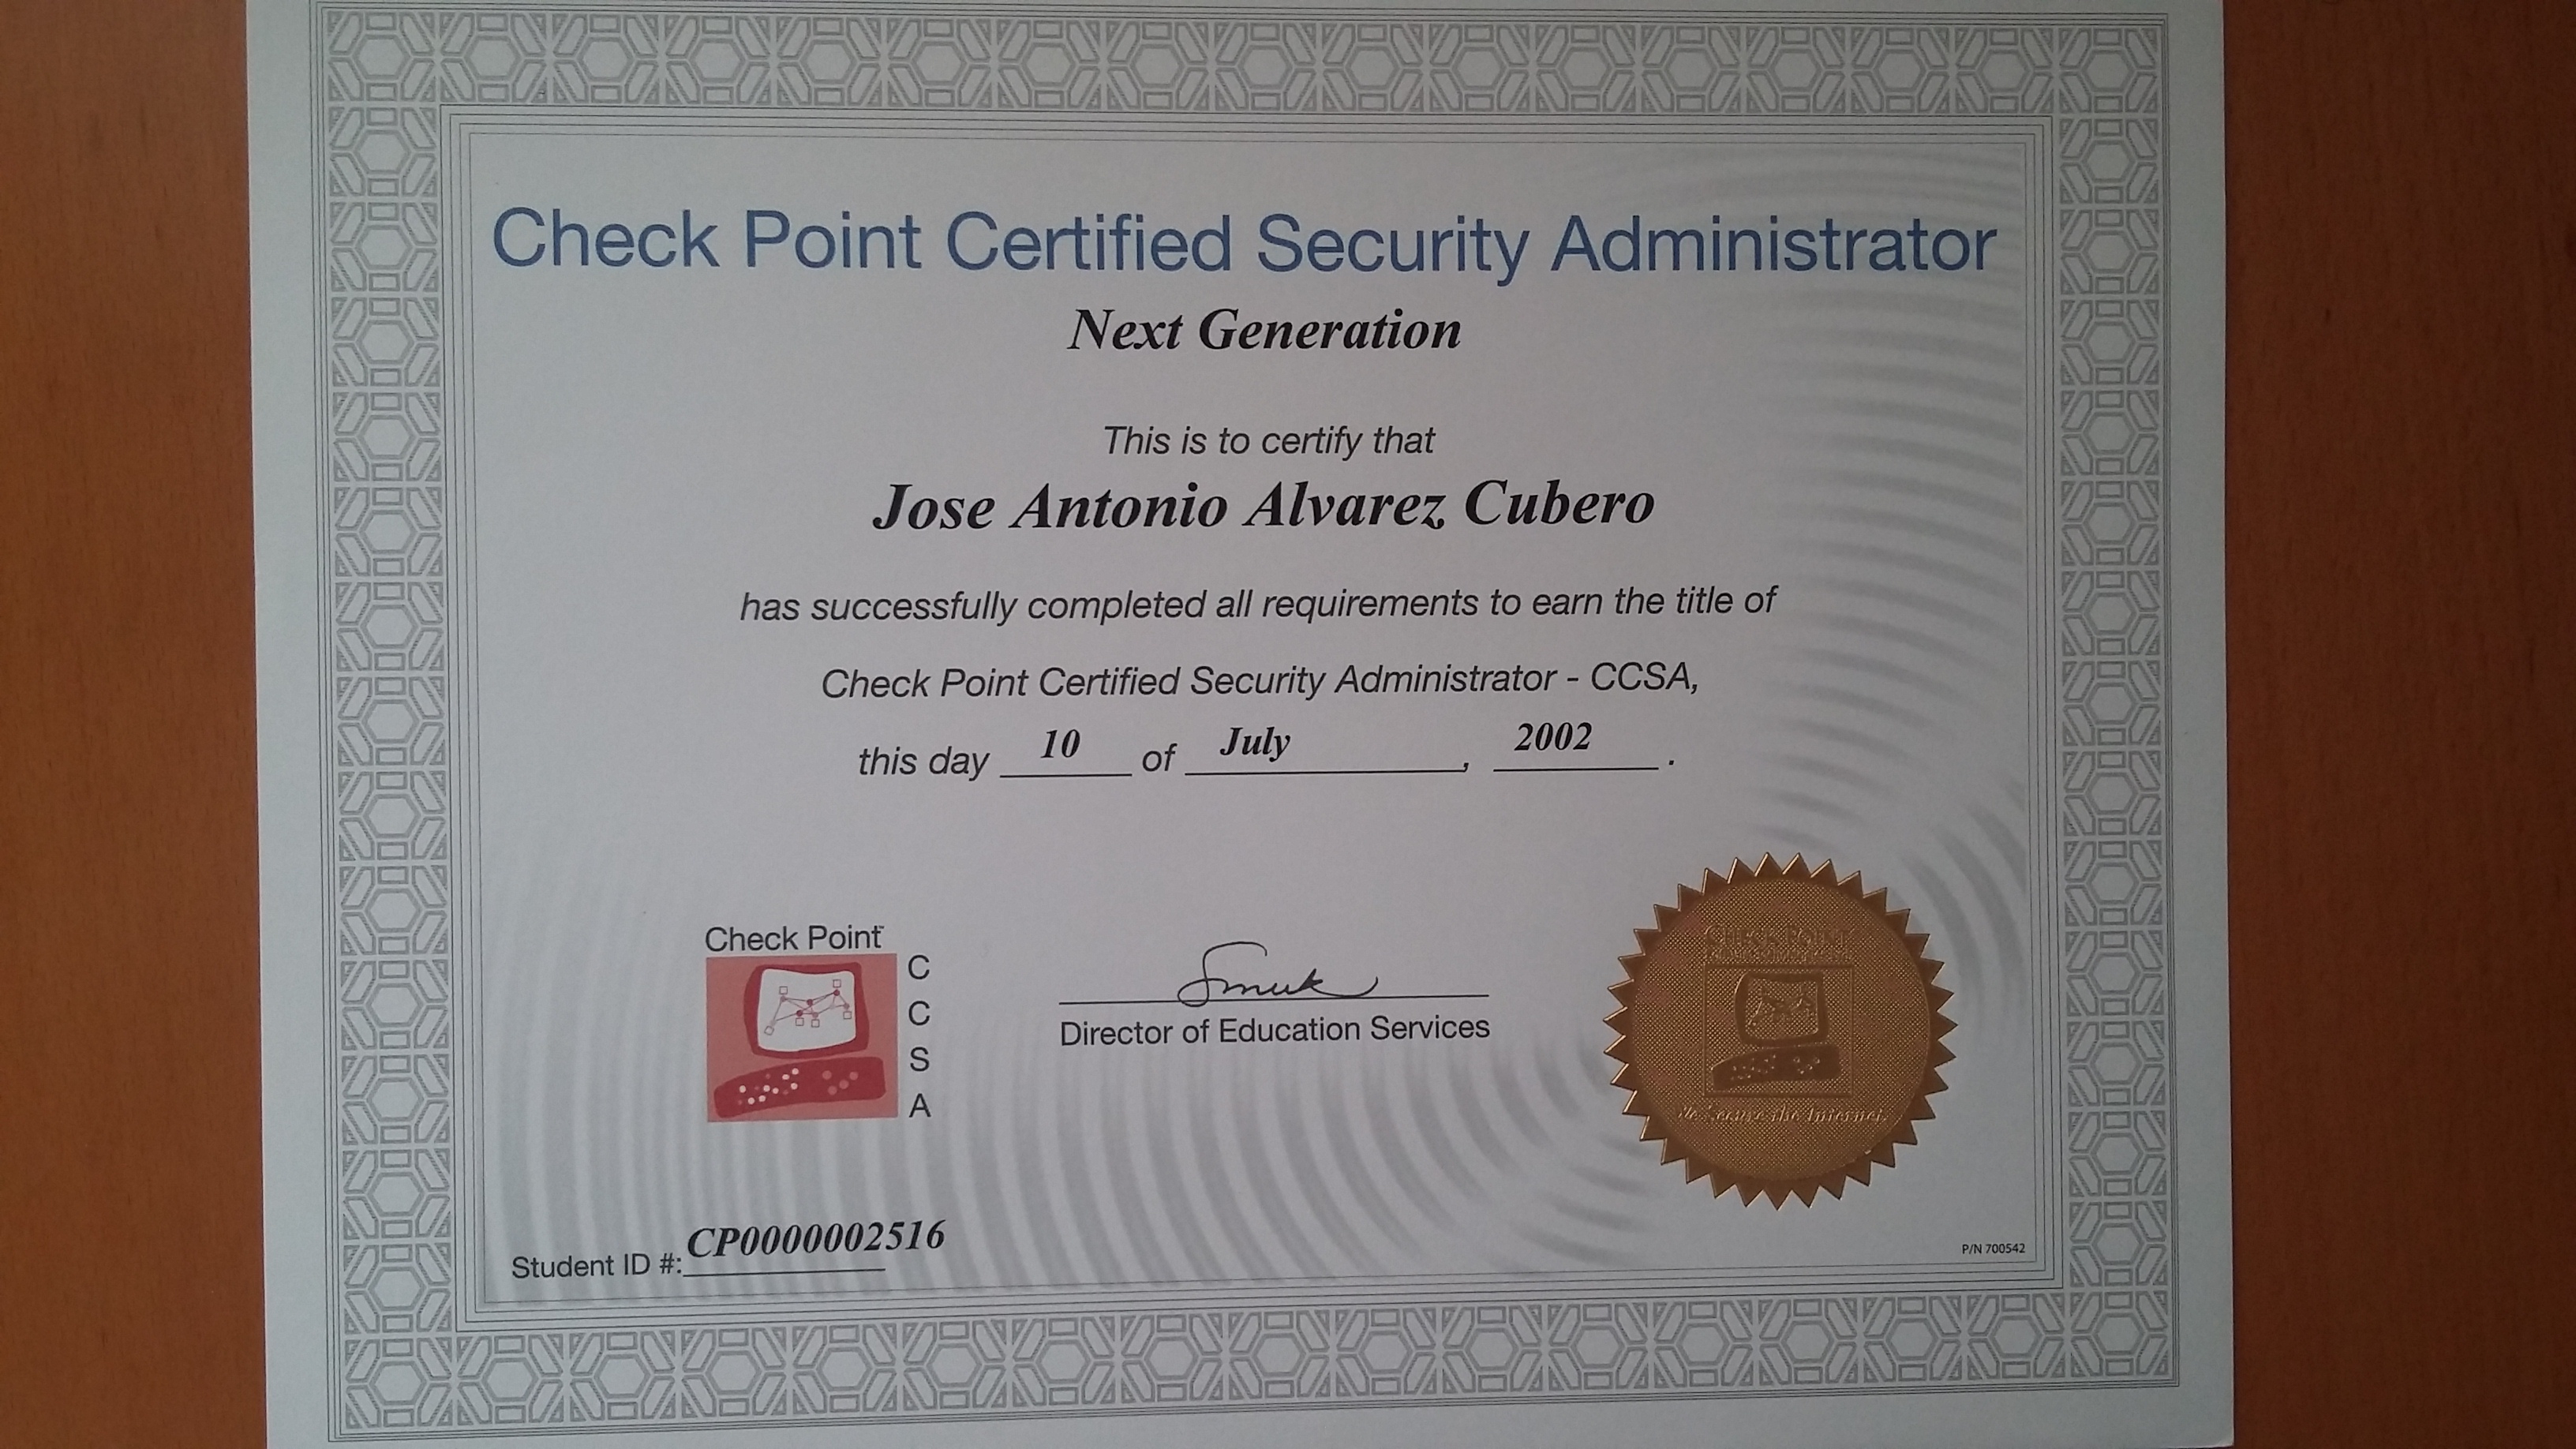 Check Point Certified Security Administrator
Next Generation
This is to certify that
Jose Antonio Alvarez Cubero
has successfully completed all requirements to earn the title of
Check Point Certified Security Administrator - CCSA,
this day 10 of July, 2002.
Check Point™
C
C
S
A
Director of Education Services
Student ID #: CP0000002516
P/N 700542